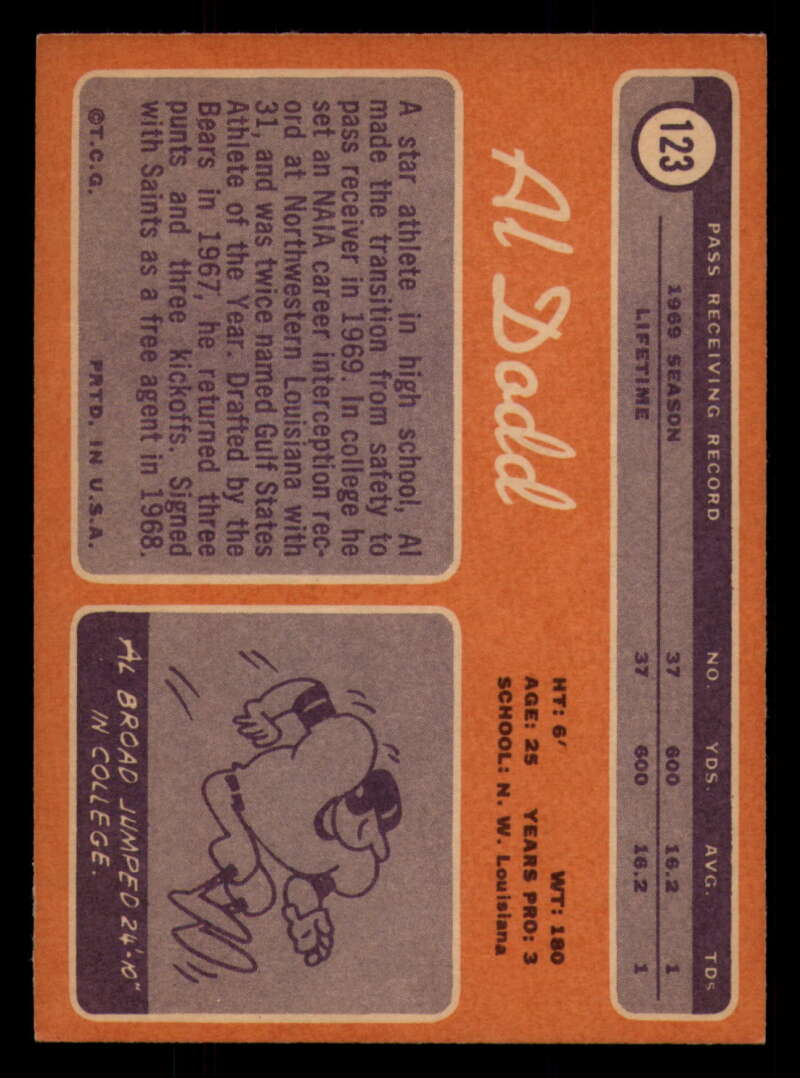 123
PASS RECEIVING RECORD NO. YDS. AVG. TDs
1969 SEASON 37 600 16.2 1
LIFETIME 37 600 16.2 1
Al Dodd
HT: 6' WT: 180
AGE: 25 YEARS PRO: 3
SCHOOL: N. W. Louisiana
A star athlete in high school, Al
made the transition from safety to
pass receiver in 1969. In college he
set an NAIA career interception rec-
ord at Northwestern Louisiana with
31, and was twice named Gulf States
Athlete of the Year. Drafted by the
Bears in 1967, he returned three
punts and three kickoffs. Signed
with Saints as a free agent in 1968.
©T.C.G. PRTD. IN U.S.A.
AL BROAD JUMPED 24'-10"
IN COLLEGE.